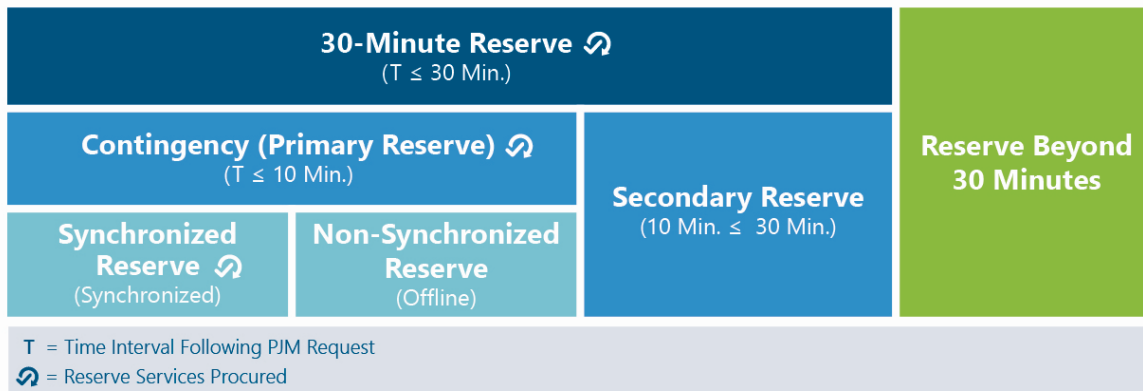 30-Minute Reserve
(T ≤ 30 Min.)
Contingency (Primary Reserve)
(T ≤ 10 Min.)
Synchronized
Reserve
(Synchronized)
Non-Synchronized
Reserve
(Offline)
Secondary Reserve
(10 Min. ≤ 30 Min.)
Reserve Beyond
30 Minutes
T = Time Interval Following PJM Request
= Reserve Services Procured